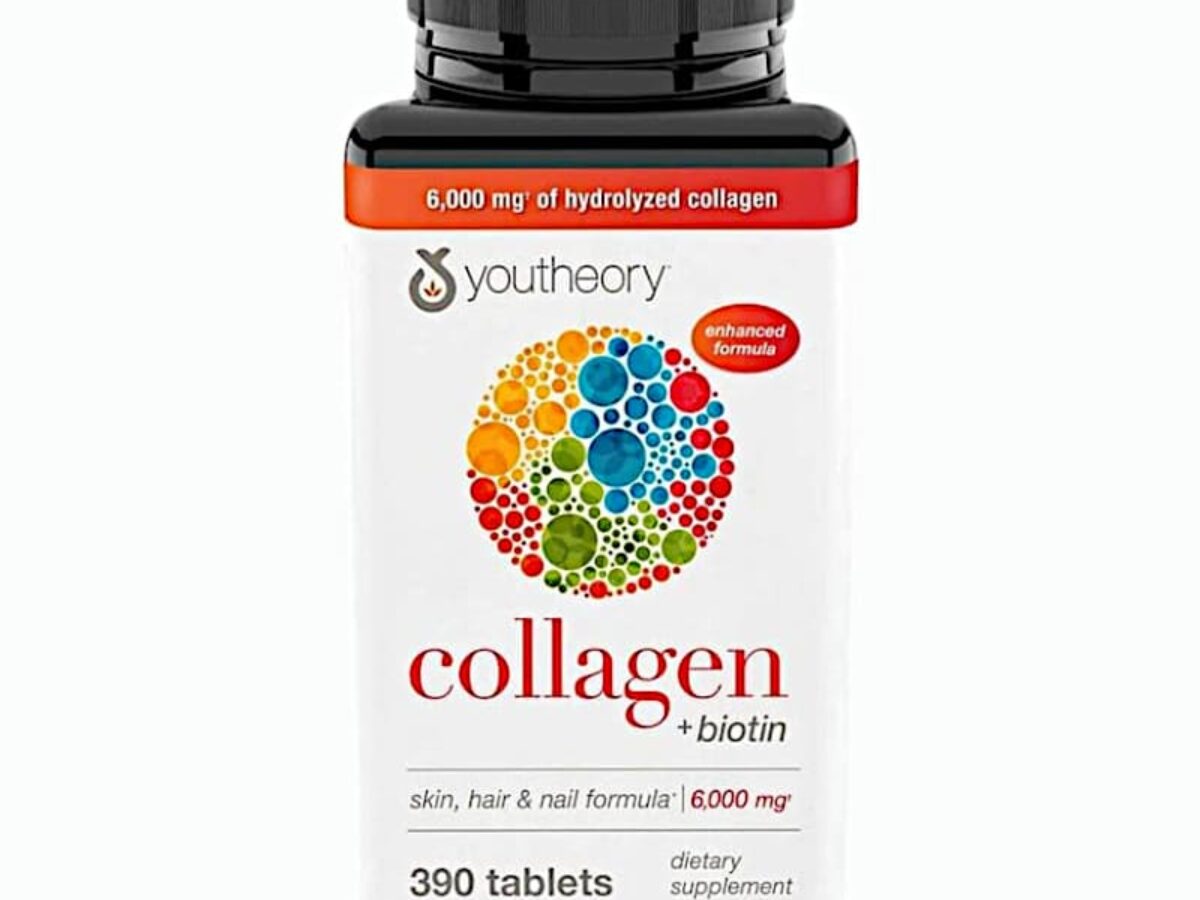 6,000 mg† of hydrolyzed collagen
youtheory™
enhanced
formula
collagen
+biotin
skin, hair & nail formula* | 6,000 mg†
390 tablets
dietary
supplement